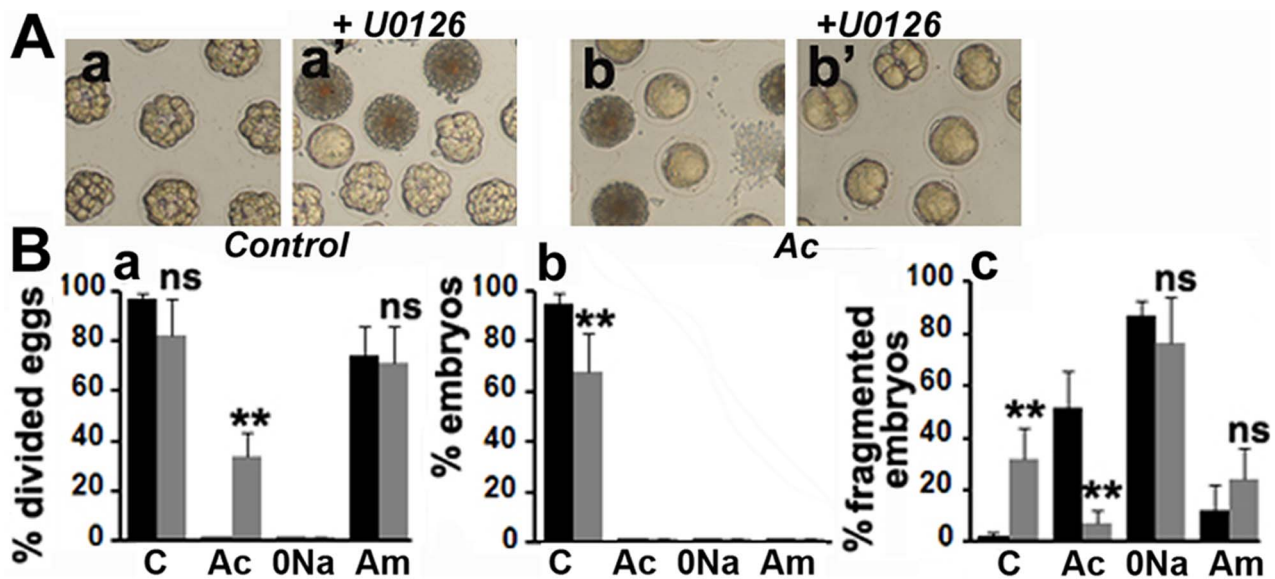 A + U0126 +U0126
a a' b b'
Control Ac
B a b c
% divided eggs
100 ns ns
80
60
40 **
20
0
C Ac 0Na Am
% embryos
100
80 **
60
40
20
0
C Ac 0Na Am
% fragmented
embryos
100 ns
80
60
40 ** ns
20 **
0
C Ac 0Na Am